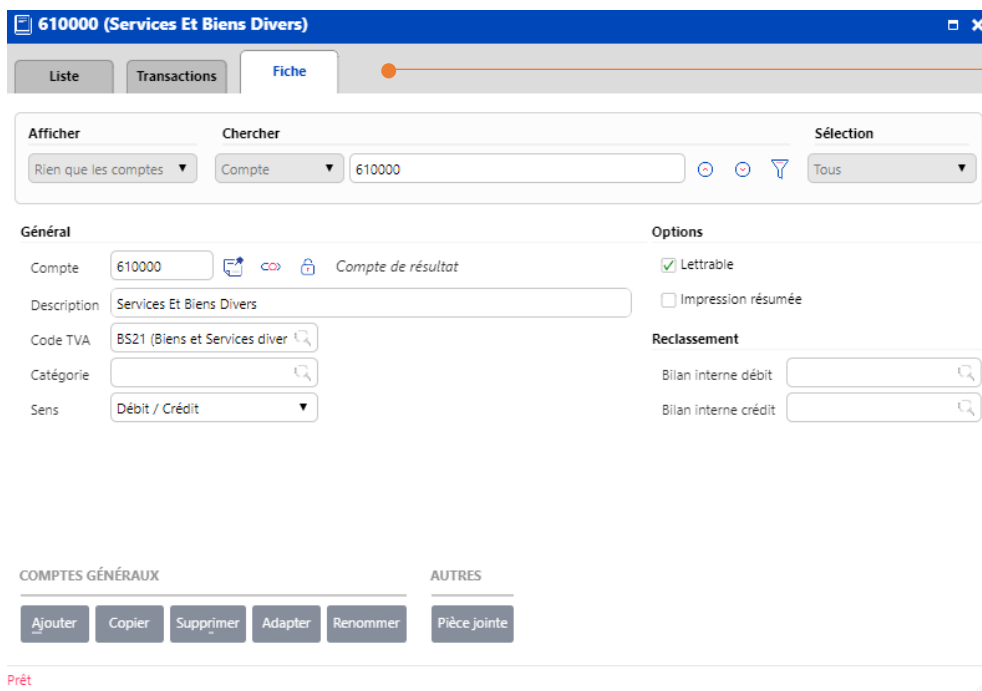 610000 (Services Et Biens Divers)
Liste Transactions Fiche
Afficher Chercher Sélection
Rien que les comptes Compte 610000 Tous
Général Options
Compte 610000 Compte de résultat Lettrable
Description Services Et Biens Divers Impression résumée
Code TVA BS21 (Biens et Services diver Reclassement
Catégorie Bilan interne débit
Sens Débit / Crédit Bilan interne crédit
COMPTES GÉNÉRAUX AUTRES
Ajouter Copier Supprimer Adapter Renommer Pièce jointe
Prêt